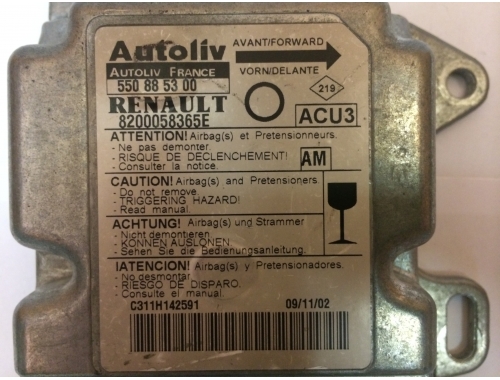 Autoliv
AVANT/FORWARD
AUTOLIV FRANCE
VORN/DELANTE
550 88 53 00
219
RENAULT
ACU3
8200058365E
ATTENTION! Airbag(s) et Pretensionneurs.
- Ne pas demonter.
- RISQUE DE DECLENCHEMENT!
AM
- Consulter la notice.
CAUTION! Airbag(s) and Pretensioners.
- Do not remove
- TRIGGERING HAZARD!
- Read manual.
ACHTUNG! Airbag(s) und Strammer
- Nicht demontieren.
- KÖNNEN AUSLÖNEN
- Sehen Sie die Bedienungsanleitung.
!ATENCION! Airbag(s) y Pretensionadores.
- No desmontar
- RIESGO DE DISPARO.
- Consulte el manual.
C311H142591
09/11/02